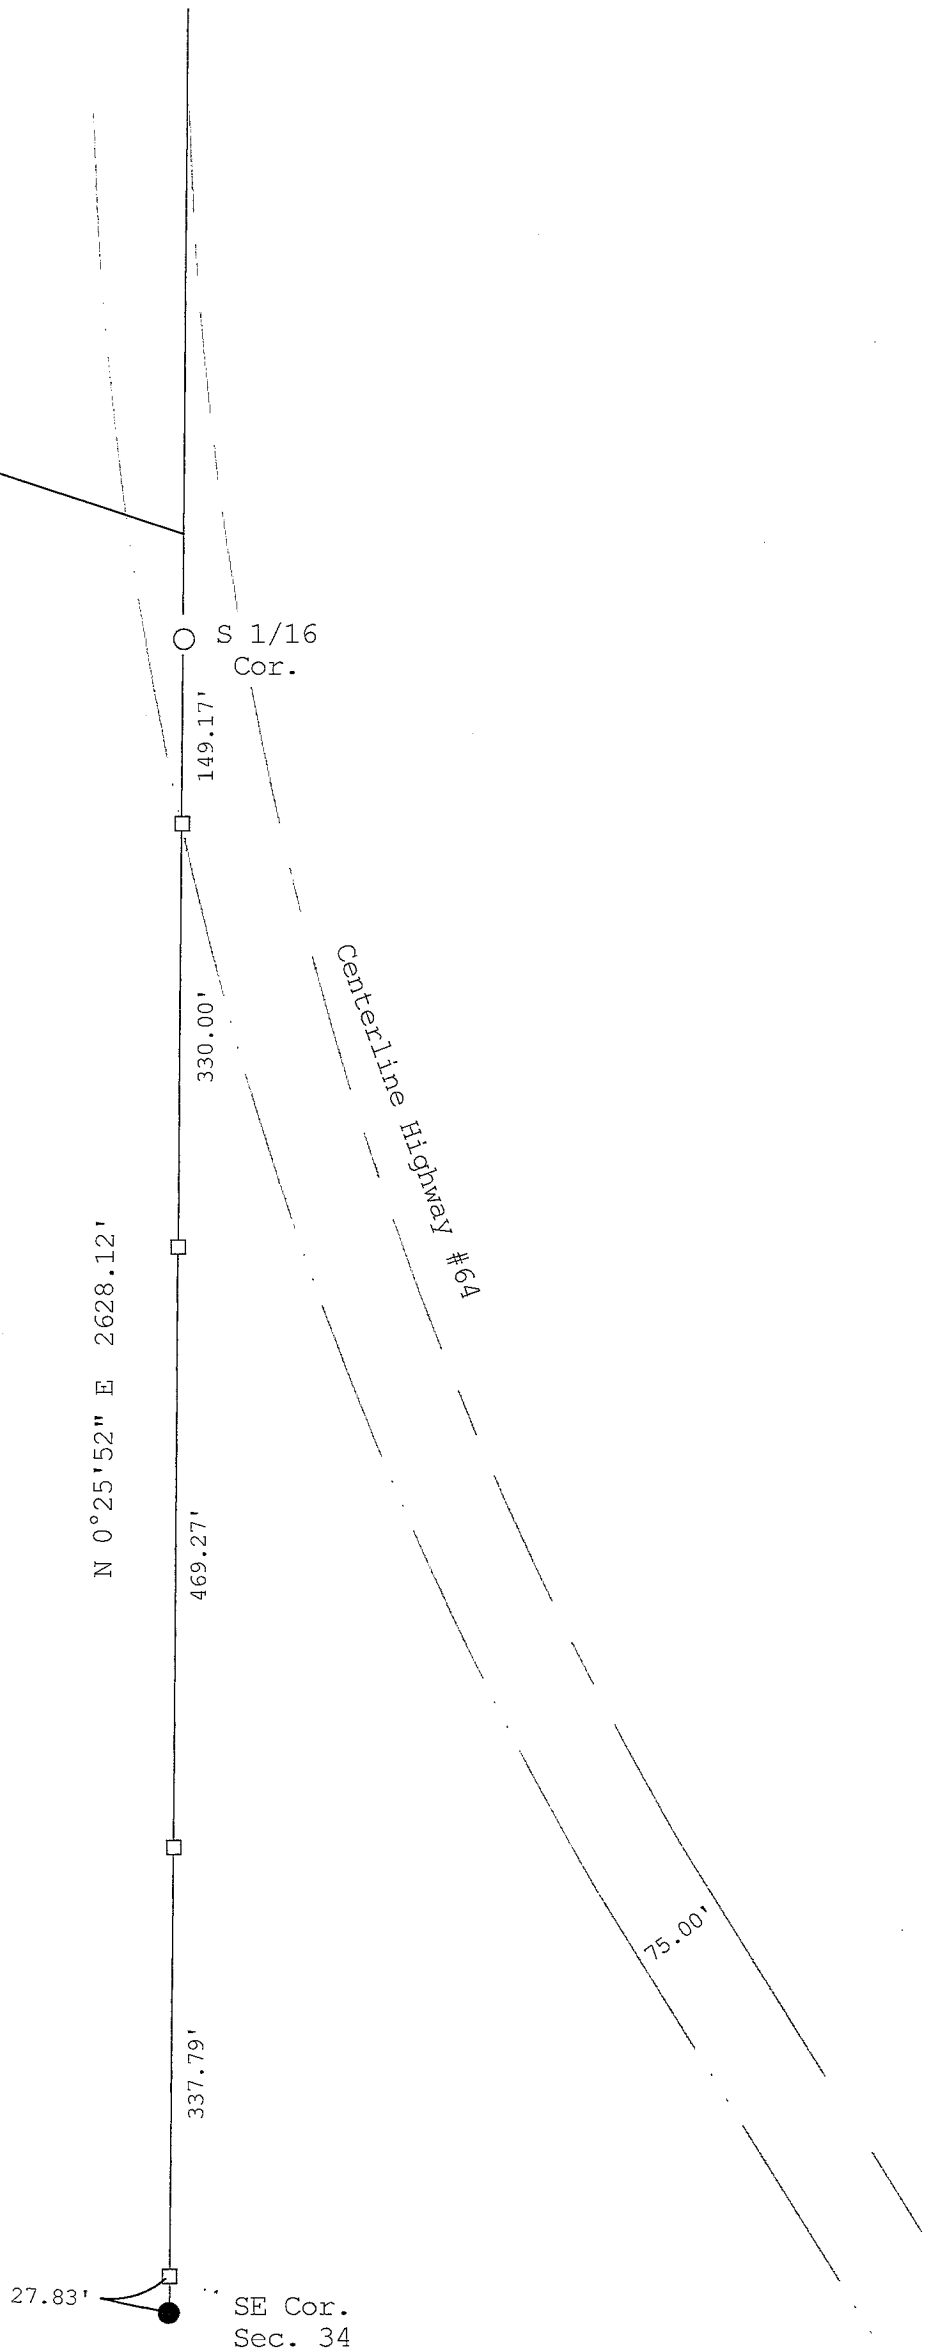 S 1/16
Cor.
149.17'
330.00'
Centerline Highway #64
N 0°25'52" E 2628.12'
469.27'
75.00'
337.79'
27.83'
SE Cor.
Sec. 34